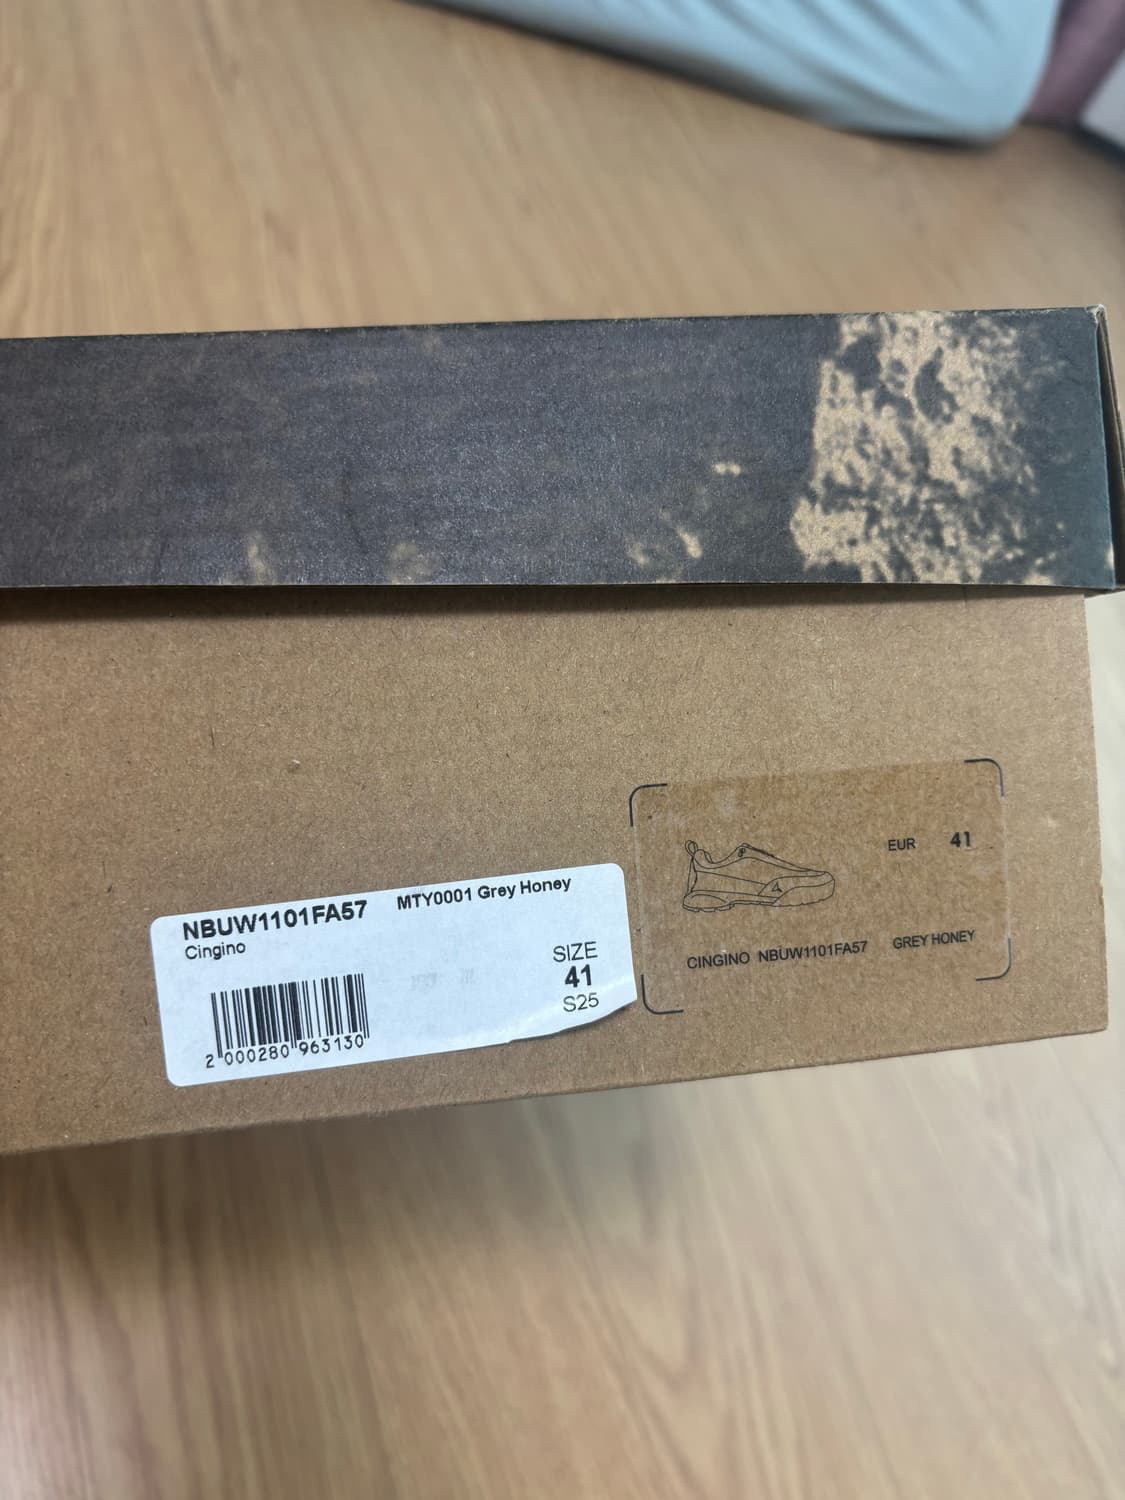 NBUW1101FA57 MTY0001 Grey Honey
Cingino
SIZE
41
S25
2 000280 963130
EUR 41
CINGINO NBUW1101FA57 GREY HONEY